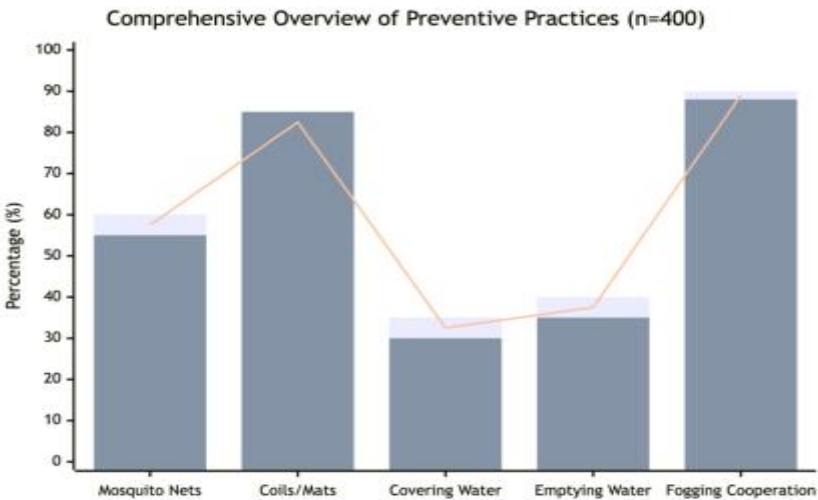 Comprehensive Overview of Preventive Practices (n=400)
Percentage (%)
100
90
80
70
60
50
40
30
20
10
0
Mosquito Nets
Coils/Mats
Covering Water
Emptying Water
Fogging Cooperation